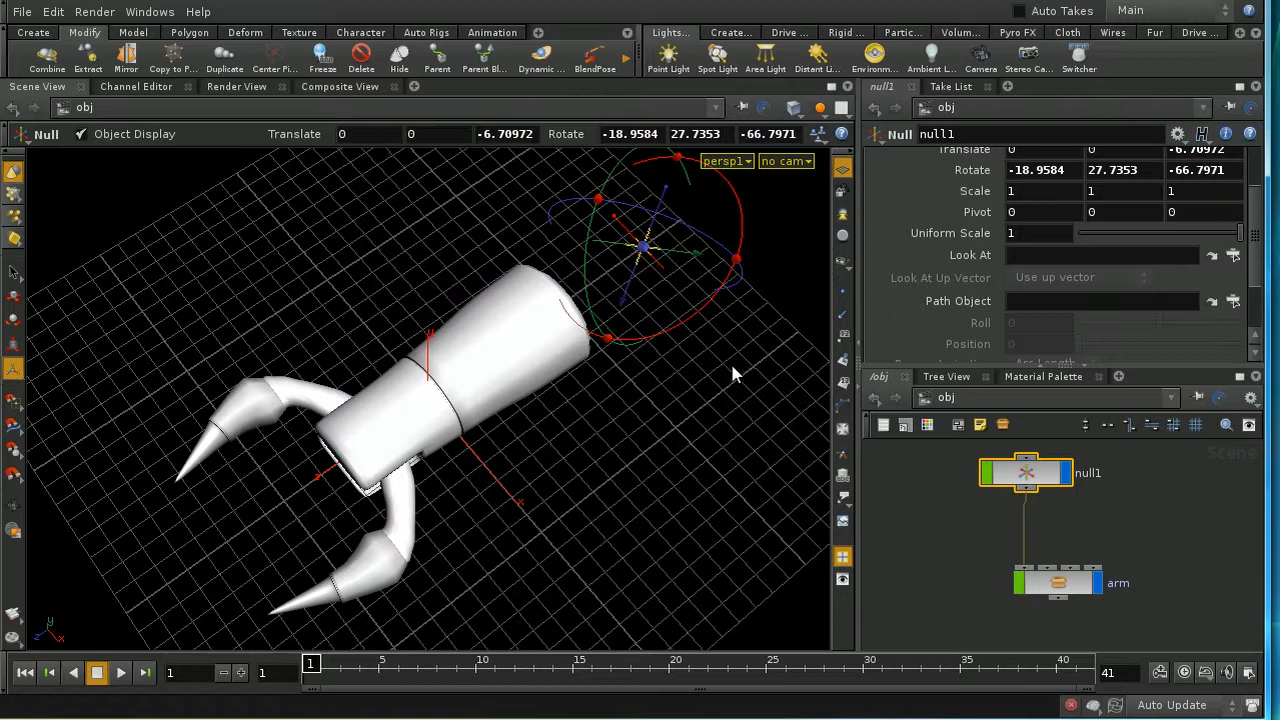 File Edit Render Windows Help Auto Takes Main
Create Modify Model Polygon Deform Texture Character Auto Rigs Animation Lights... Create... Drive ... Rigid ... Partic... Volum... Pyro FX Cloth Wires Fur Drive ...
Combine Extract Mirror Copy to P... Duplicate Center Pi... Freeze Delete Hide Parent Parent Bl... Dynamic ... BlendPose Point Light Spot Light Area Light Distant Li... Environm... Ambient L... Camera Stereo Ca... Switcher
Scene View Channel Editor Render View Composite View null1 Take List
obj obj
Null Object Display Translate 0 0 -6.70972 Rotate -18.9584 27.7353 -66.7971 Null null1
persp1 no cam
Translate 0 0 -6.70972
Rotate -18.9584 27.7353 -66.7971
Scale 1 1 1
Pivot 0 0 0
Uniform Scale 1
Look At
Look At Up Vector Use up vector
Path Object
Roll 0
Position 0
/obj Tree View Material Palette
obj
Scene
null1
arm
x
y
z
x
1 1 1 5 10 15 20 25 30 35 40 41
Auto Update